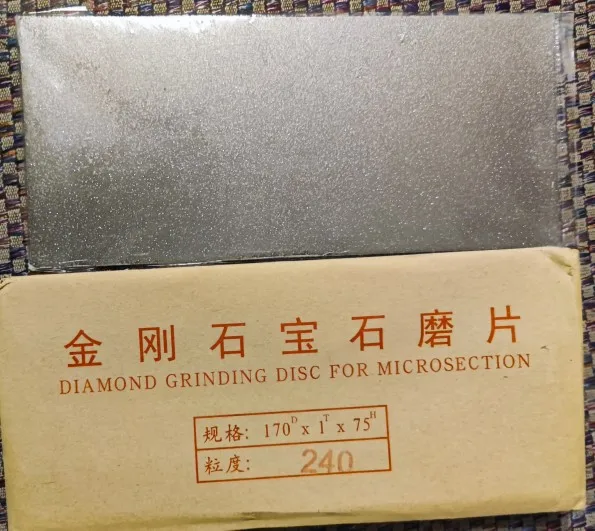 金刚石宝石磨片
DIAMOND GRINDING DISC FOR MICROSECTION
规格: 170ᴰ x 1ᵀ x 75ᴴ
粒度: 240